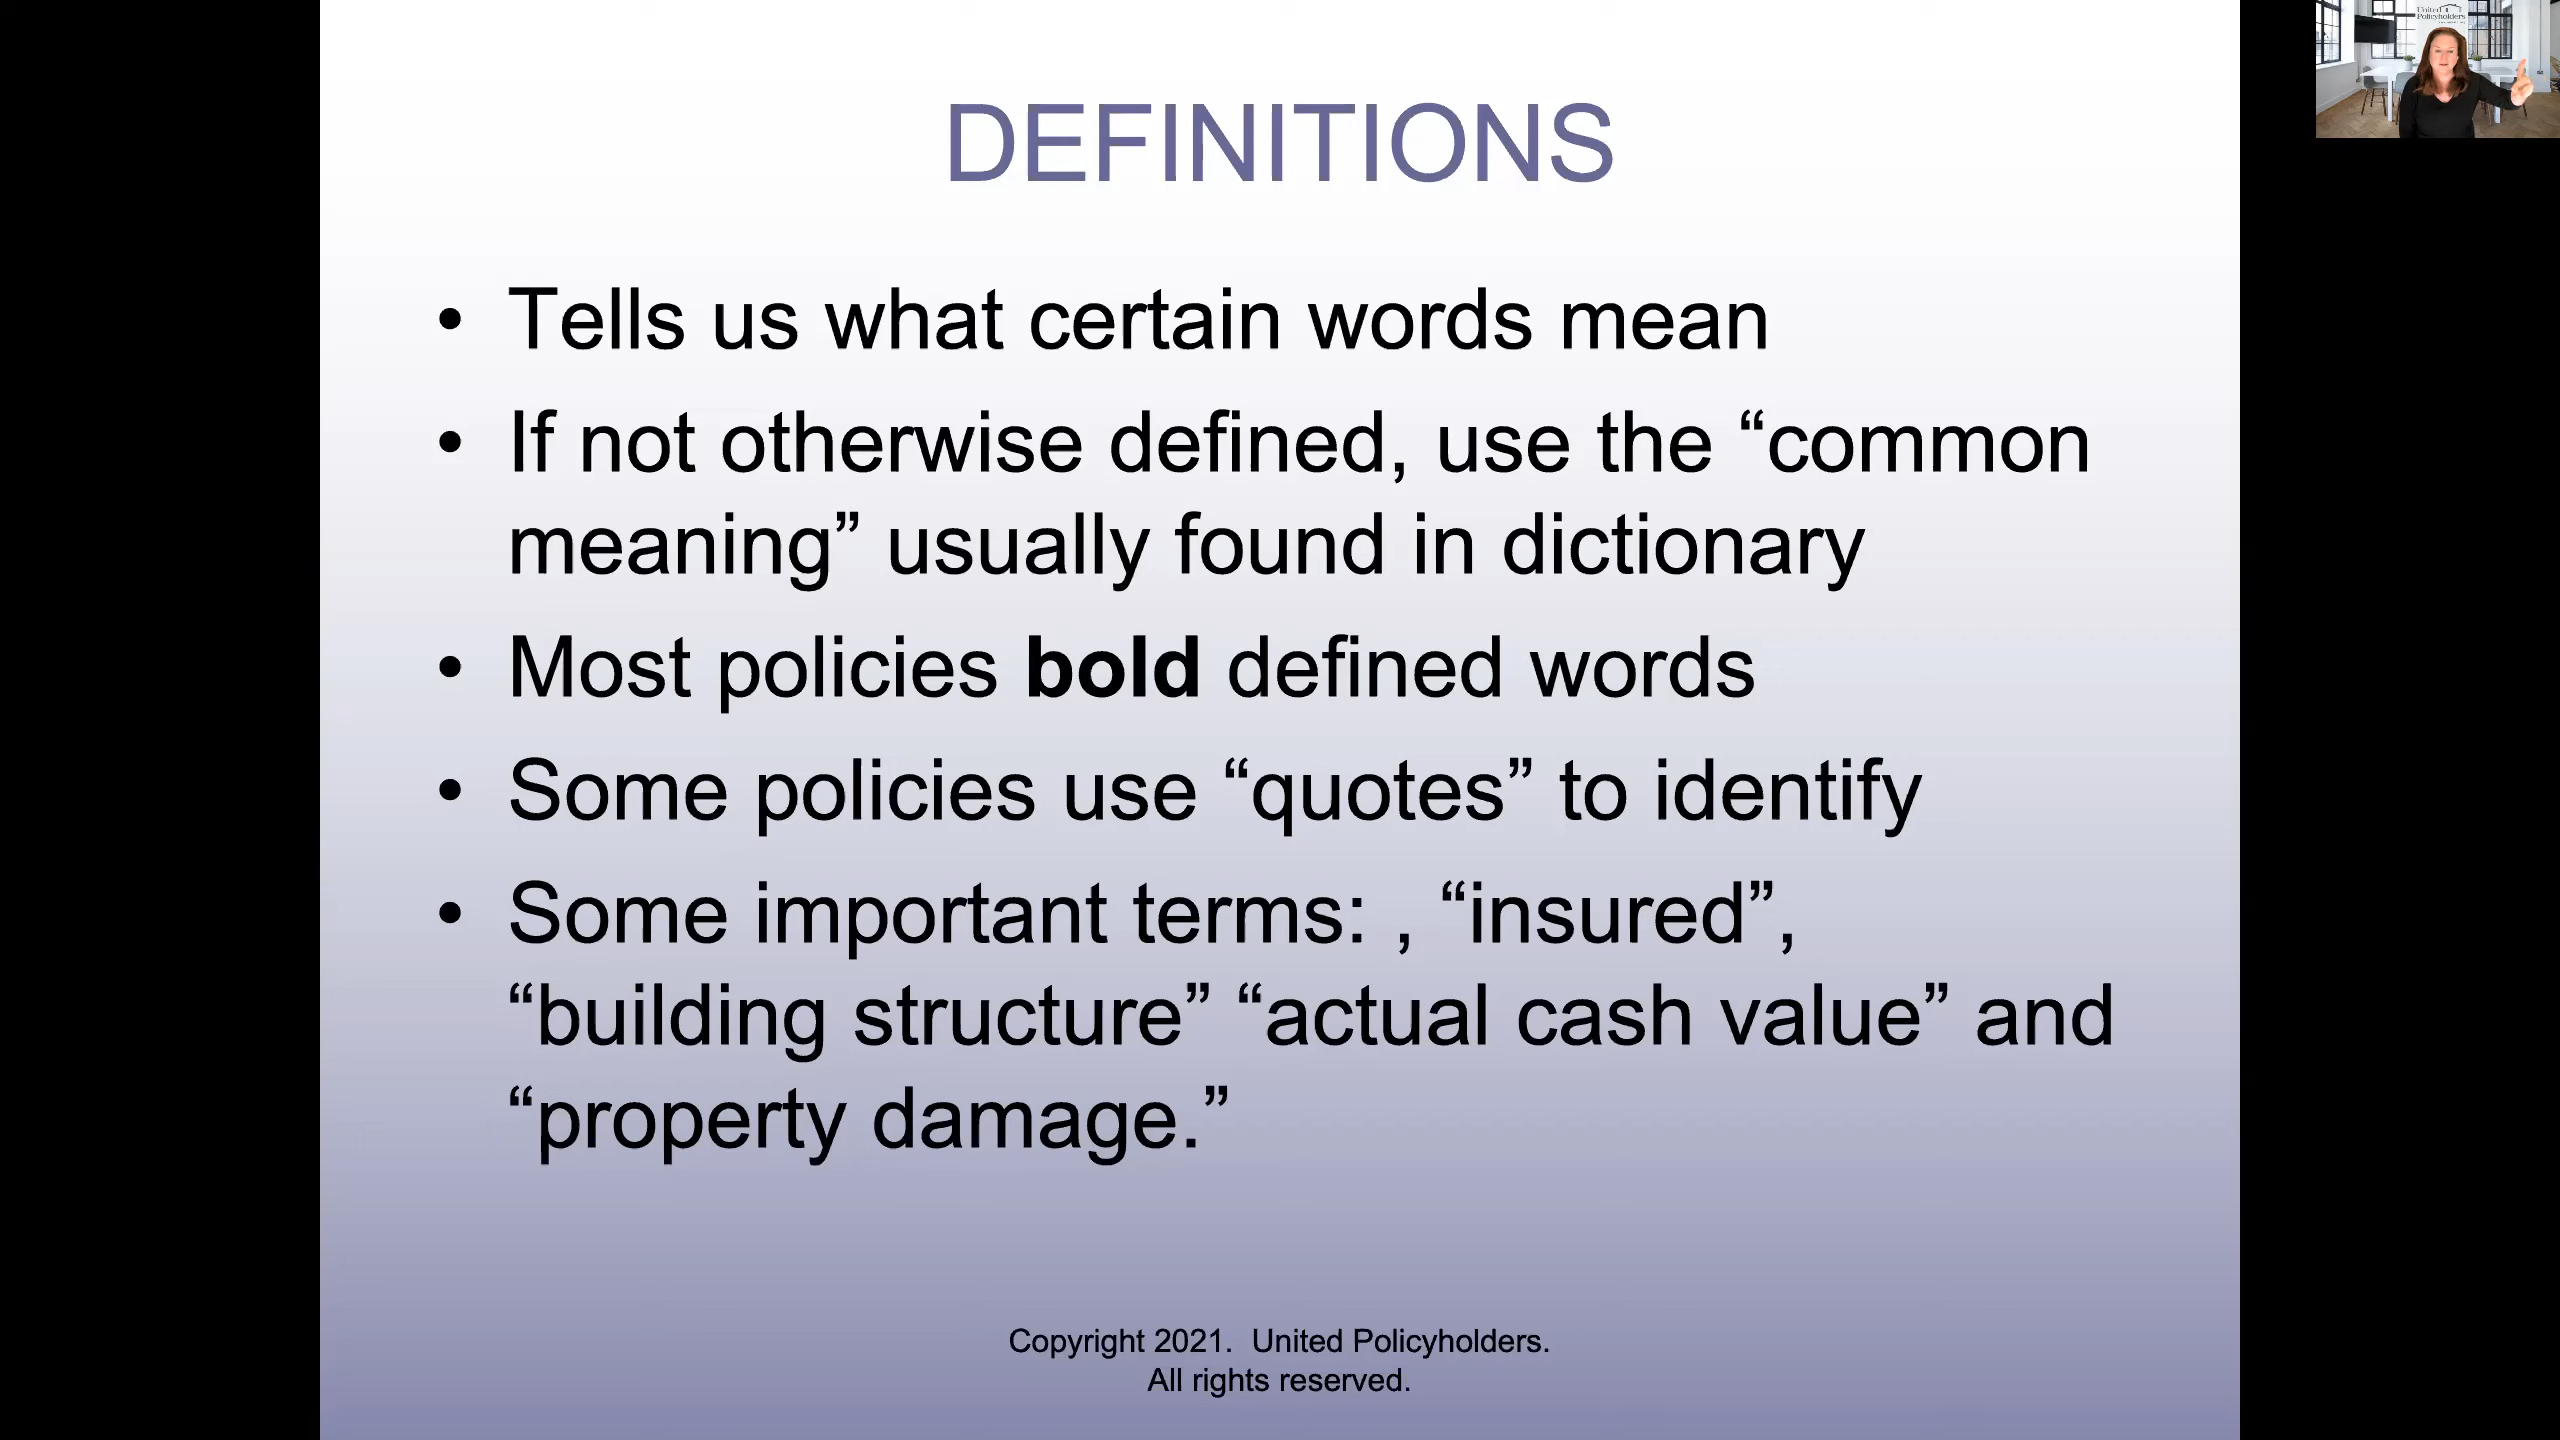 United
Policyholders
DEFINITIONS
• Tells us what certain words mean
• If not otherwise defined, use the “common
meaning” usually found in dictionary
• Most policies bold defined words
• Some policies use “quotes” to identify
• Some important terms: , “insured”,
“building structure” “actual cash value” and
“property damage.”
Copyright 2021. United Policyholders.
All rights reserved.